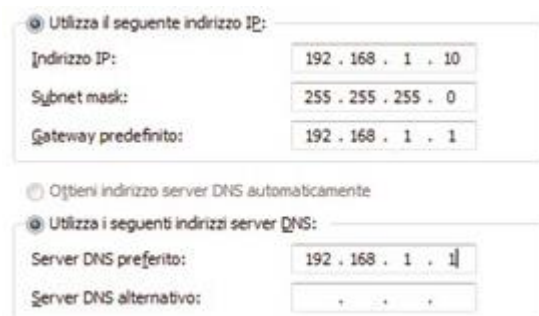 Utilizza il seguente indirizzo IP:
Indirizzo IP: 192 . 168 . 1 . 10
Subnet mask: 255 . 255 . 255 . 0
Gateway predefinito: 192 . 168 . 1 . 1
Ottieni indirizzo server DNS automaticamente
Utilizza i seguenti indirizzi server DNS:
Server DNS preferito: 192 . 168 . 1 . 1
Server DNS alternativo: . . .